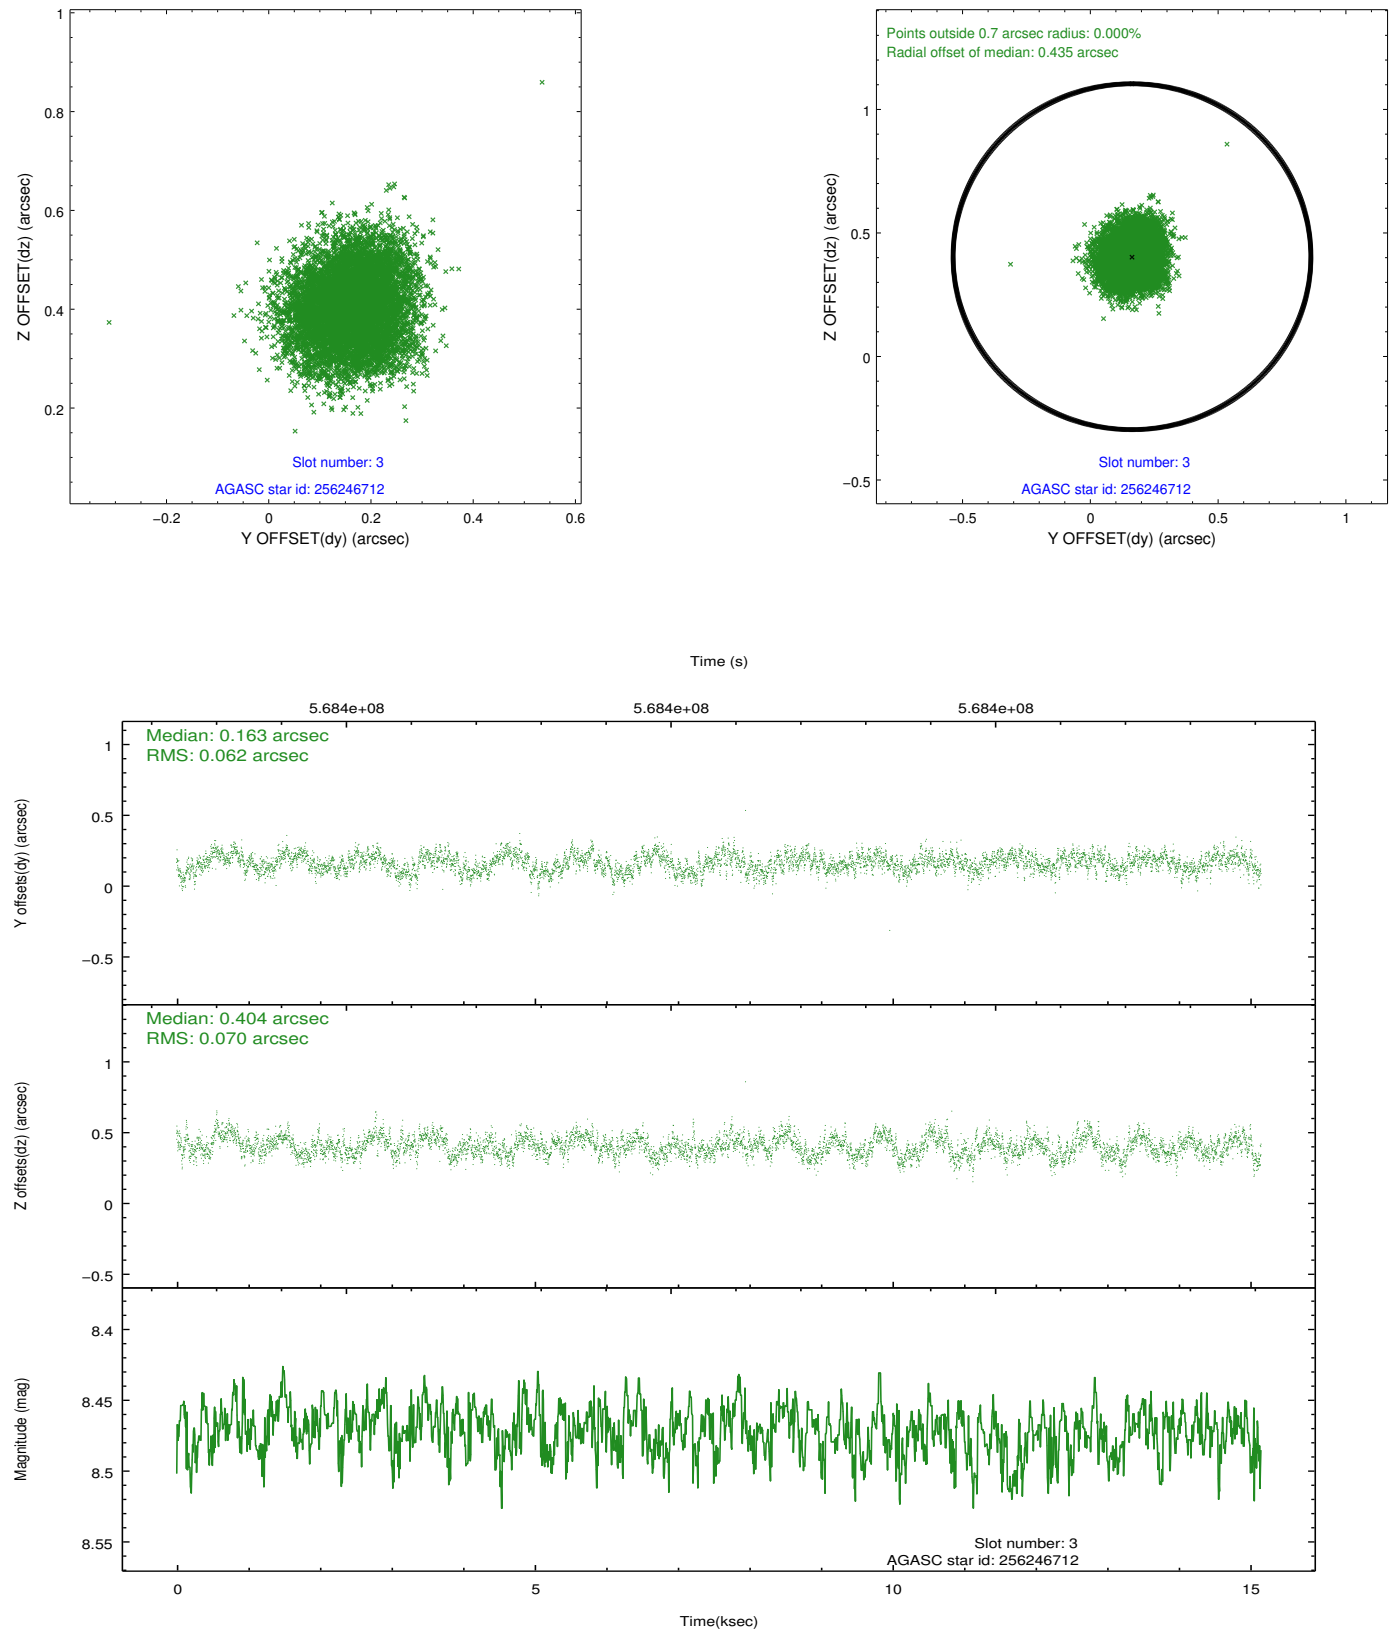 1
0.8
0.6
0.4
0.2
Z OFFSET(dz) (arcsec)
Slot number: 3
AGASC star id: 256246712
−0.2 0 0.2 0.4 0.6
Y OFFSET(dy) (arcsec)
Points outside 0.7 arcsec radius: 0.000%
Radial offset of median: 0.435 arcsec
1
0.5
0
−0.5
Z OFFSET(dz) (arcsec)
Slot number: 3
AGASC star id: 256246712
−0.5 0 0.5 1
Y OFFSET(dy) (arcsec)
Time (s)
5.684e+08 5.684e+08 5.684e+08
Median: 0.163 arcsec
RMS: 0.062 arcsec
1
0.5
0
−0.5
Y offsets(dy) (arcsec)
Median: 0.404 arcsec
RMS: 0.070 arcsec
1
0.5
0
−0.5
Z offsets(dz) (arcsec)
8.4
8.45
8.5
8.55
Magnitude (mag)
Slot number: 3
AGASC star id: 256246712
0 5 10 15
Time(ksec)